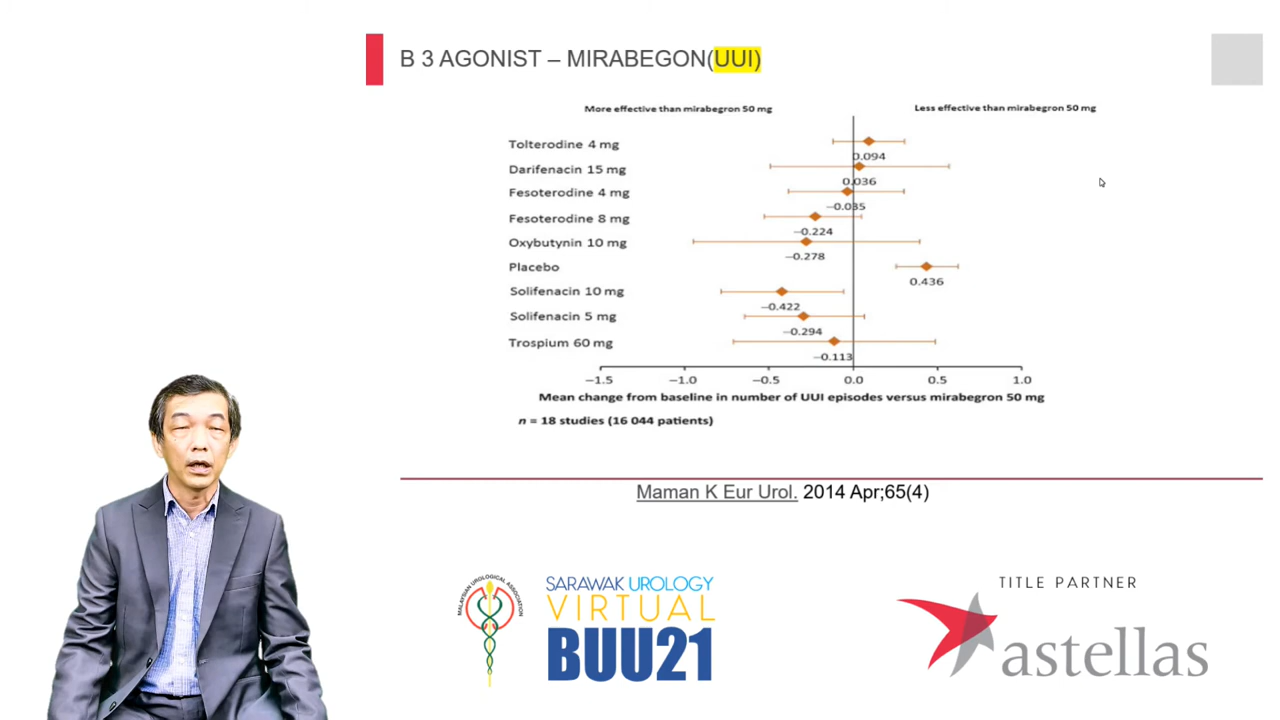 B 3 AGONIST – MIRABEGON(UUI)
More effective than mirabegron 50 mg
Less effective than mirabegron 50 mg
Tolterodine 4 mg
0.094
Darifenacin 15 mg
0.036
Fesoterodine 4 mg
−0.035
Fesoterodine 8 mg
−0.224
Oxybutynin 10 mg
−0.278
Placebo
0.436
Solifenacin 10 mg
−0.422
Solifenacin 5 mg
−0.294
Trospium 60 mg
−0.113
−1.5 −1.0 −0.5 0.0 0.5 1.0
Mean change from baseline in number of UUI episodes versus mirabegron 50 mg
n = 18 studies (16 044 patients)
Maman K Eur Urol. 2014 Apr;65(4)
MALAYSIAN UROLOGICAL ASSOCIATION
SARAWAK UROLOGY
VIRTUAL
BUU21
TITLE PARTNER
astellas